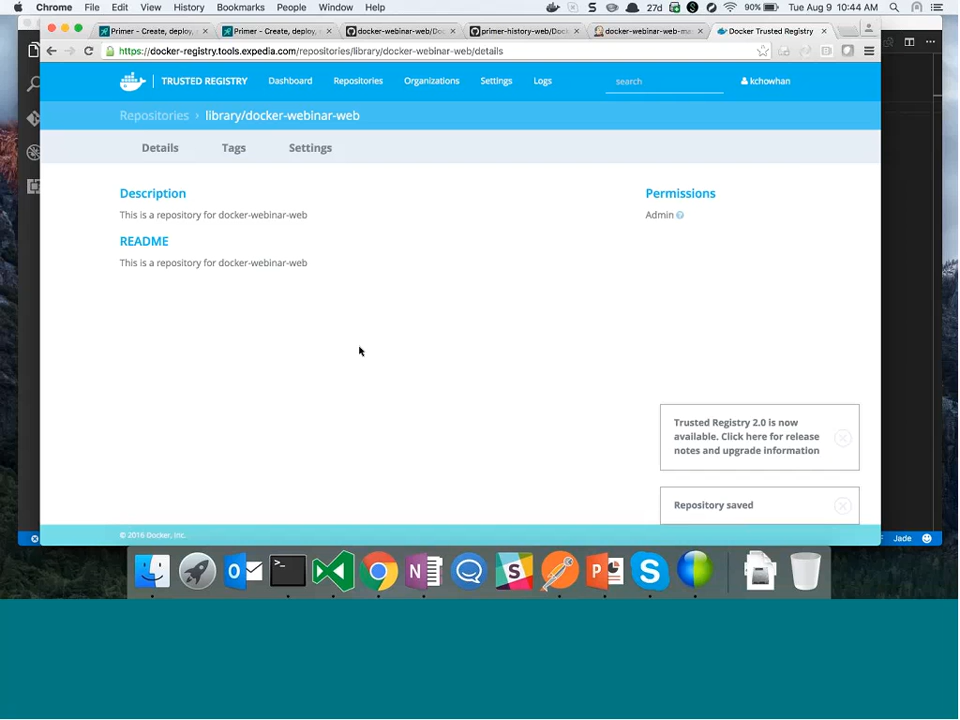 Chrome File Edit View History Bookmarks People Window Help
27d 90% Tue Aug 9 10:44 AM
Primer - Create, deploy, Primer - Create, deploy, docker-webinar-web/Doc primer-history-web/Dock docker-webinar-web-ma Docker Trusted Registry
https://docker-registry.tools.expedia.com/repositories/library/docker-webinar-web/details
TRUSTED REGISTRY Dashboard Repositories Organizations Settings Logs search kchowhan
Repositories › library/docker-webinar-web
Details Tags Settings
Description
Permissions
This is a repository for docker-webinar-web
Admin
README
This is a repository for docker-webinar-web
Trusted Registry 2.0 is now
available. Click here for release
notes and upgrade information
Repository saved
© 2016 Docker, Inc.
Jade